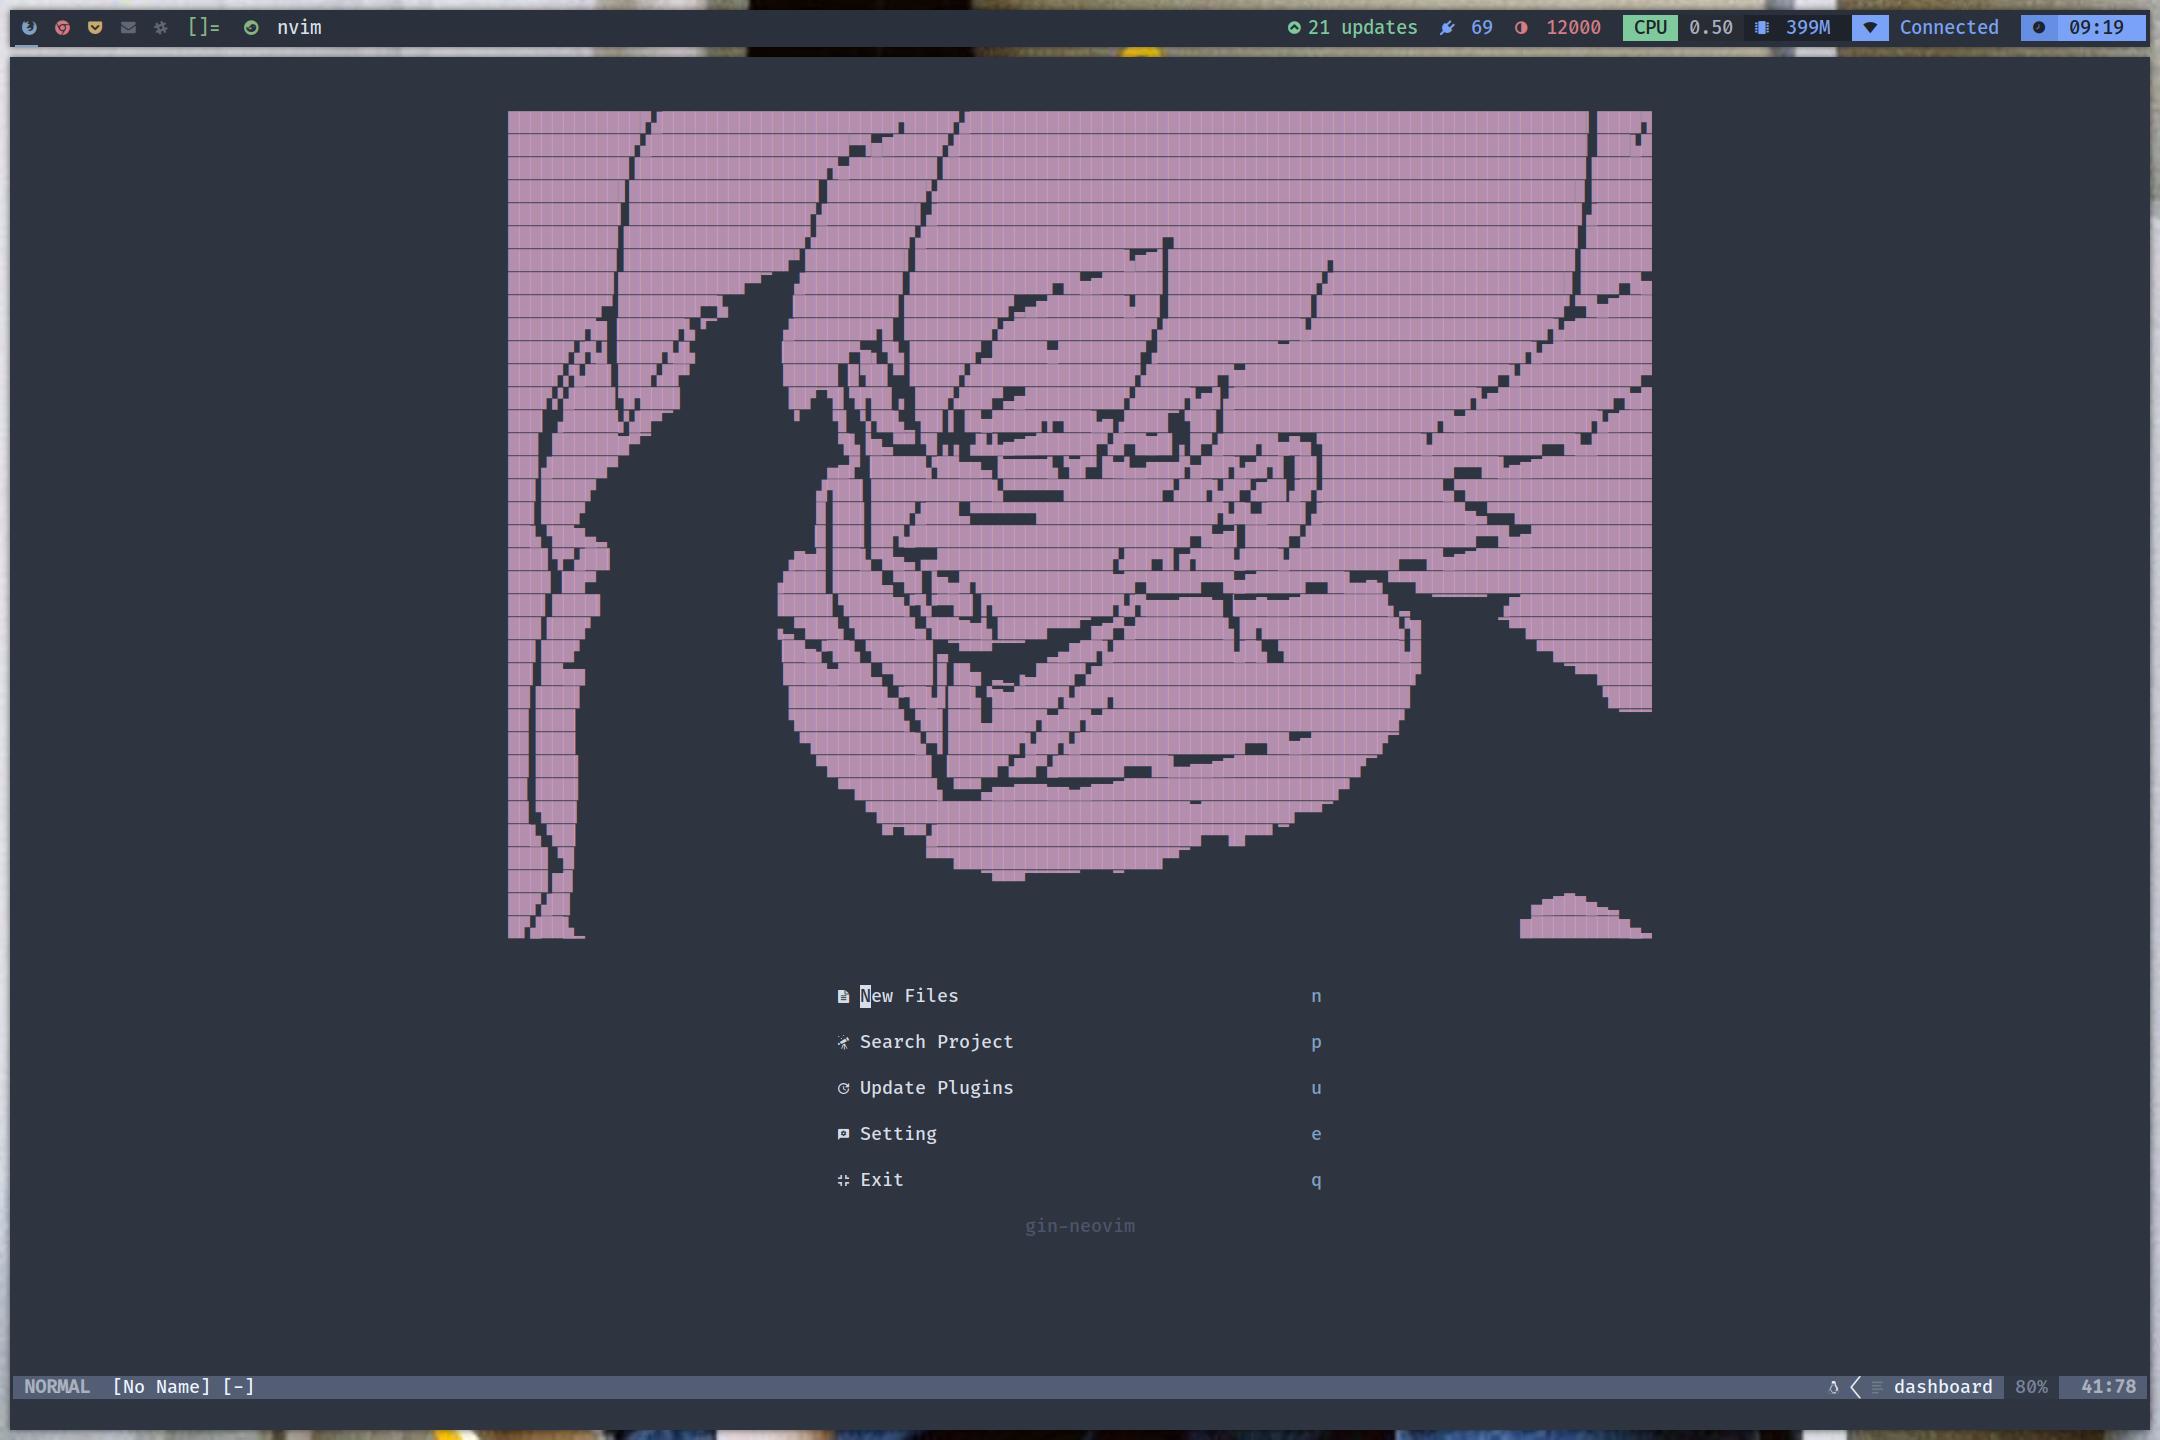 []= nvim 21 updates 69 12000 CPU 0.50 399M Connected 09:19
New Files n
Search Project p
Update Plugins u
Setting e
Exit q
gin-neovim
NORMAL [No Name] [-] dashboard 80% 41:78